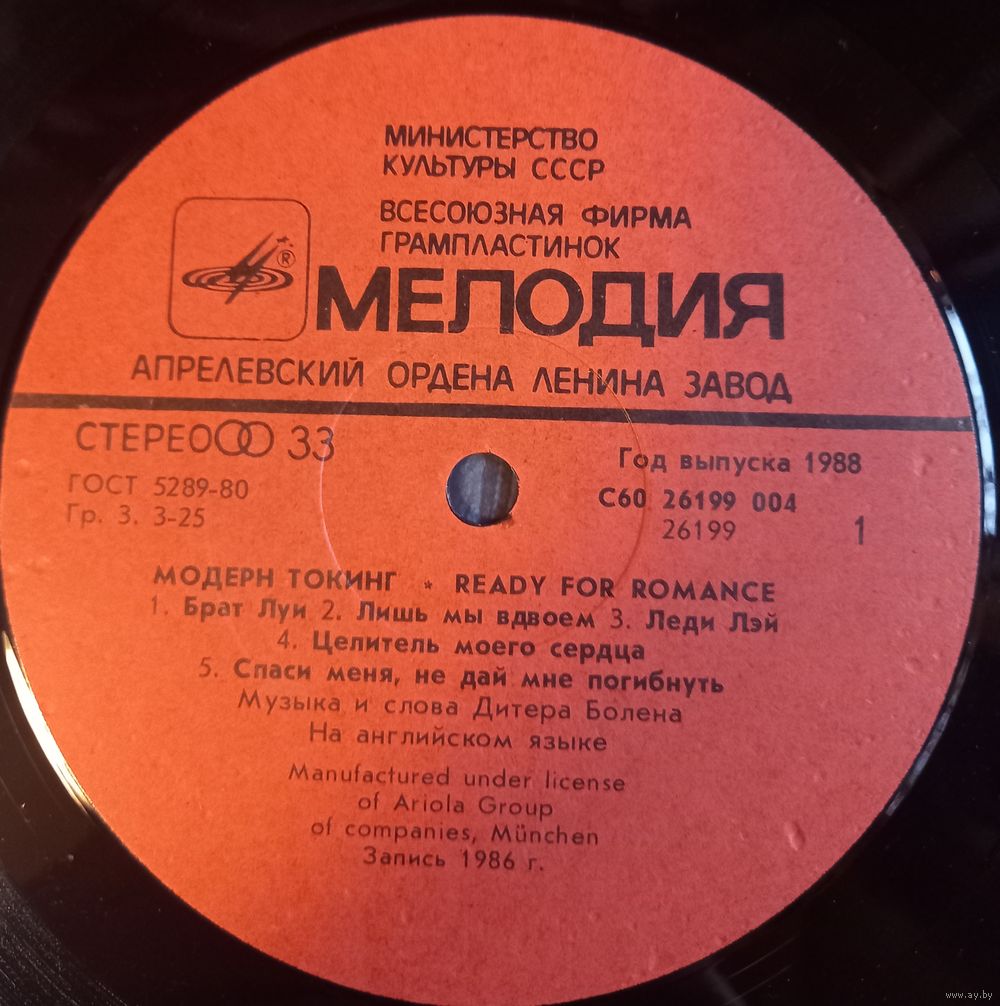 МИНИСТЕРСТВО
КУЛЬТУРЫ СССР
ВСЕСОЮЗНАЯ ФИРМА
ГРАМПЛАСТИНОК
®
МЕЛОДИЯ
АПРЕЛЕВСКИЙ ОРДЕНА ЛЕНИНА ЗАВОД
СТЕРЕО 33
ГОСТ 5289-80
Гр. 3. 3-25
Год выпуска 1988
С60 26199 004
26199
1
МОДЕРН ТОКИНГ * READY FOR ROMANCE
1. Брат Луи 2. Лишь мы вдвоем 3. Леди Лэй
4. Целитель моего сердца
5. Спаси меня, не дай мне погибнуть
Музыка и слова Дитера Болена
На английском языке
Manufactured under license
of Ariola Group
of companies, München
Запись 1986 г.
www.ay.by